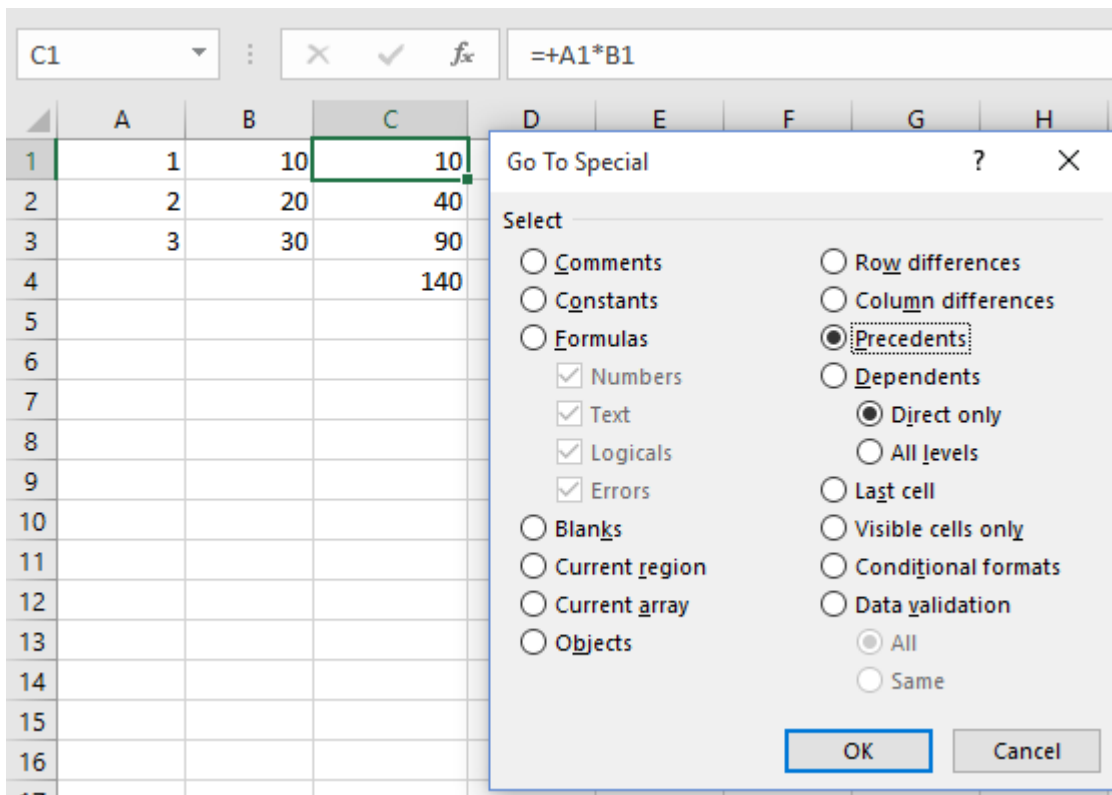 C1 fx =+A1*B1
A B C D E F G H
1 1 10 10
2 2 20 40
3 3 30 90
4 140
5
6
7
8
9
10
11
12
13
14
15
16
Go To Special ?
Select
Comments
Constants
Formulas
Numbers
Text
Logicals
Errors
Blanks
Current region
Current array
Objects
Row differences
Column differences
Precedents
Dependents
Direct only
All levels
Last cell
Visible cells only
Conditional formats
Data validation
All
Same
OK Cancel